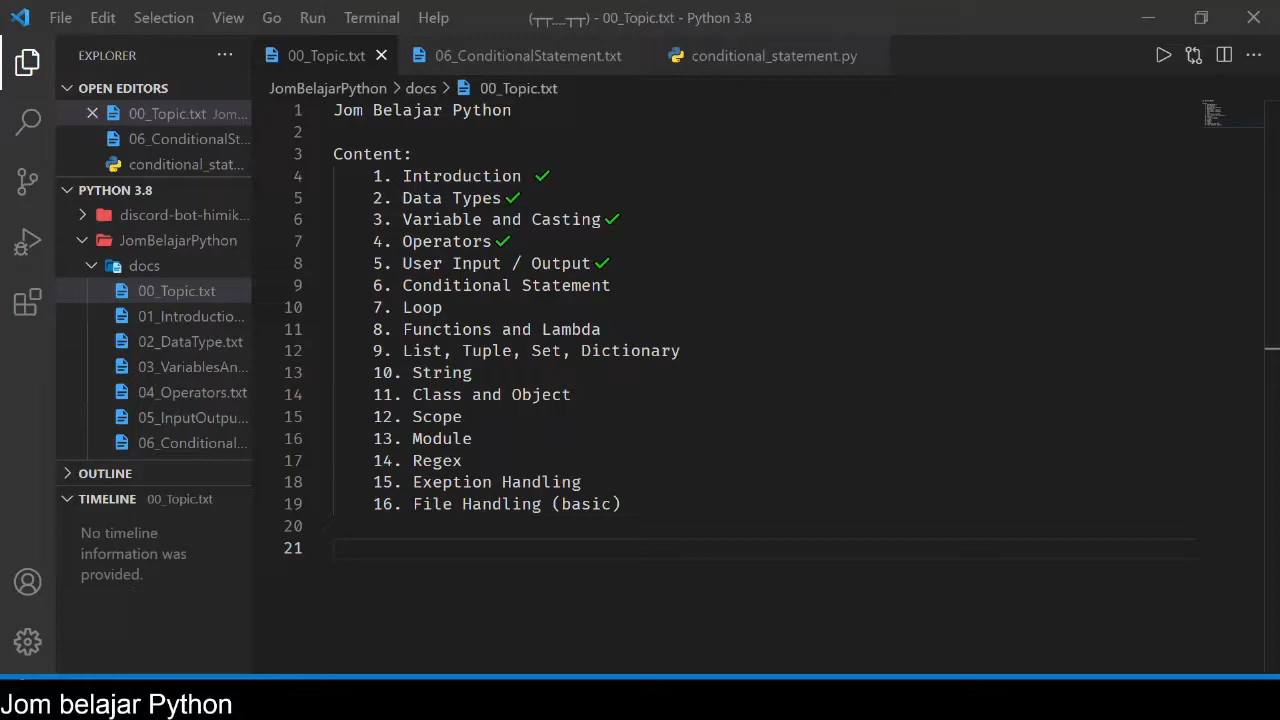 File Edit Selection View Go Run Terminal Help
(┬┬﹏┬┬) - 00_Topic.txt - Python 3.8
EXPLORER
OPEN EDITORS
00_Topic.txt Jom...
06_ConditionalSt...
conditional_stat...
PYTHON 3.8
discord-bot-himik...
JomBelajarPython
docs
00_Topic.txt
01_Introductio...
02_DataType.txt
03_VariablesAn...
04_Operators.txt
05_InputOutpu...
06_Conditional...
OUTLINE
TIMELINE 00_Topic.txt
No timeline
information was
provided.
00_Topic.txt
06_ConditionalStatement.txt
conditional_statement.py
JomBelajarPython > docs > 00_Topic.txt
1 Jom Belajar Python
2
3 Content:
4 1. Introduction ✓
5 2. Data Types ✓
6 3. Variable and Casting ✓
7 4. Operators ✓
8 5. User Input / Output ✓
9 6. Conditional Statement
10 7. Loop
11 8. Functions and Lambda
12 9. List, Tuple, Set, Dictionary
13 10. String
14 11. Class and Object
15 12. Scope
16 13. Module
17 14. Regex
18 15. Exeption Handling
19 16. File Handling (basic)
20
21
Jom belajar Python